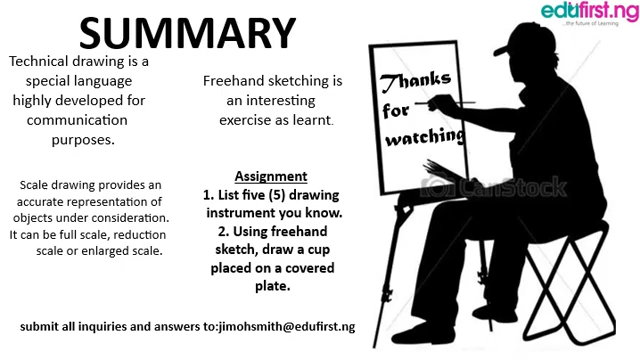 SUMMARY
edufirst.ng
...the future of Learning
Technical drawing is a
special language
highly developed for
communication
purposes.
Freehand sketching is
an interesting
exercise as learnt.
Scale drawing provides an
accurate representation of
objects under consideration.
It can be full scale, reduction
scale or enlarged scale.
Assignment
1. List five (5) drawing
instrument you know.
2. Using freehand
sketch, draw a cup
placed on a covered
plate.
Thanks
for
watching
CanStock
submit all inquiries and answers to:jimohsmith@edufirst.ng